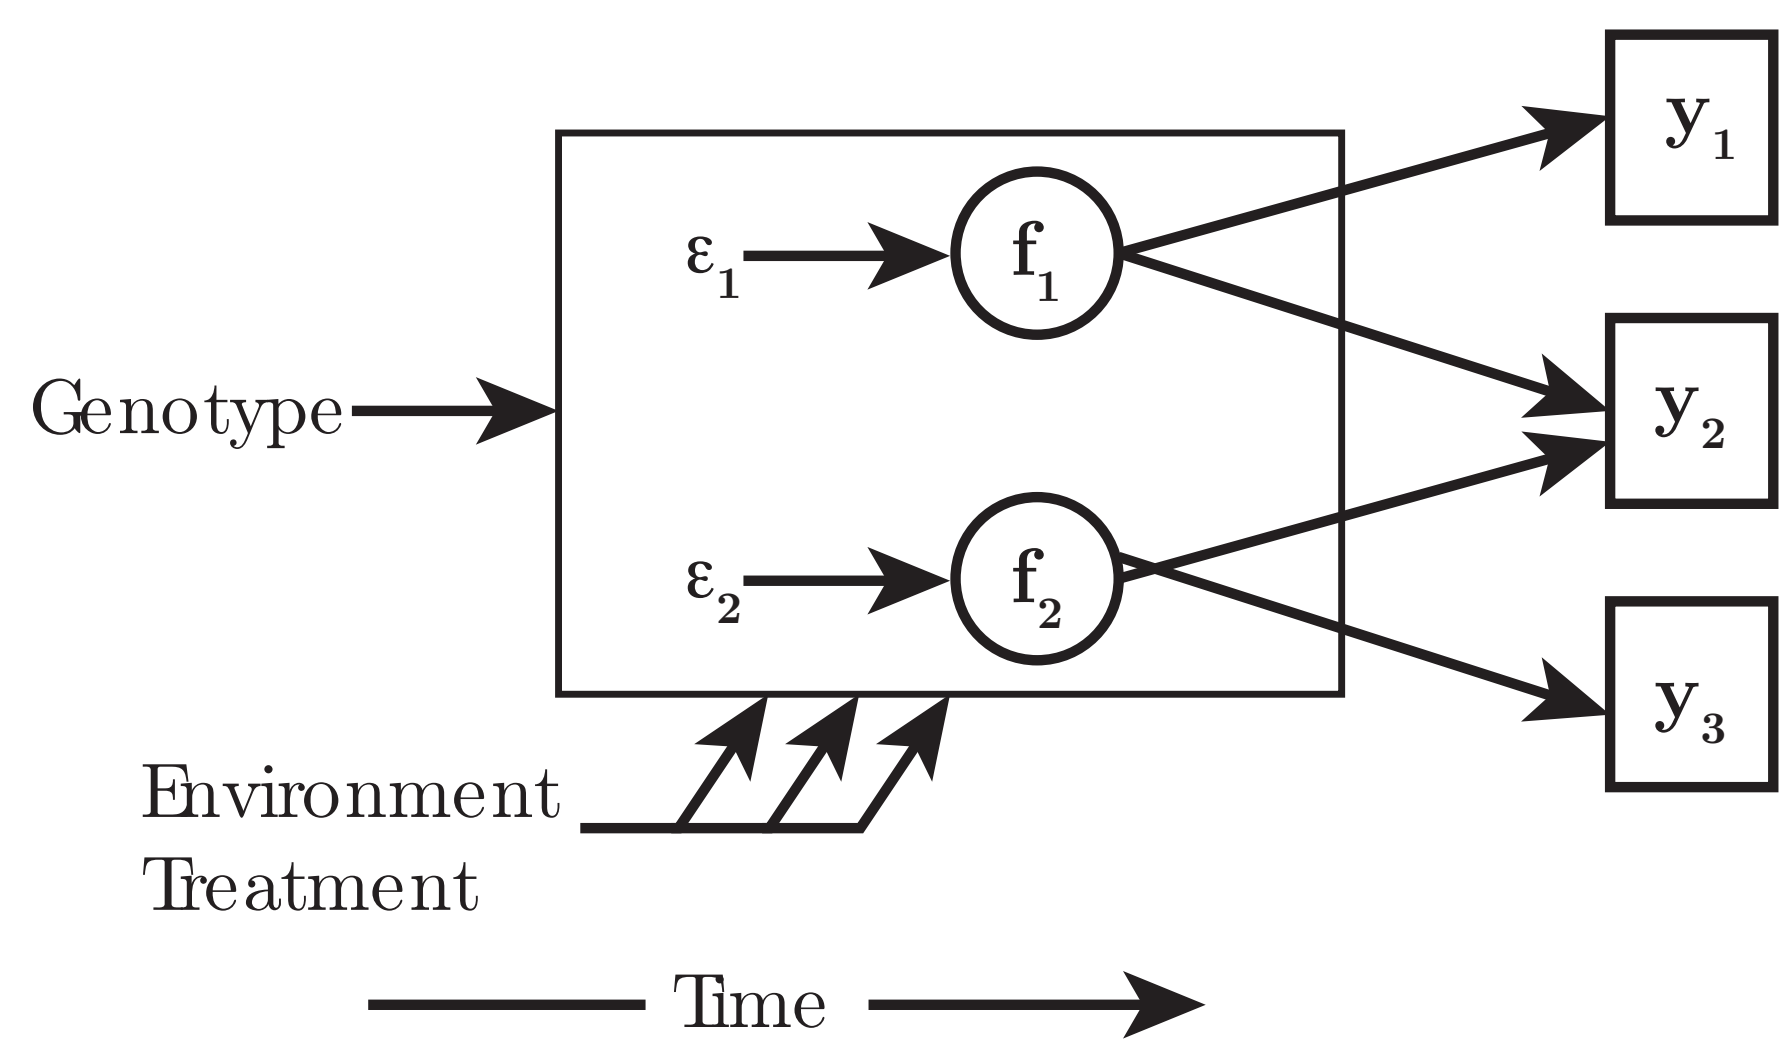 y₁
ε₁ f₁
Genotype
y₂
ε₂ f₂
y₃
Environment
Treatment
Time